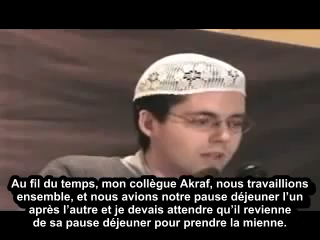 Au fil du temps, mon collègue Akraf, nous travaillions
ensemble, et nous avions notre pause déjeuner l'un
après l'autre et je devais attendre qu'il revienne
de sa pause déjeuner pour prendre la mienne.